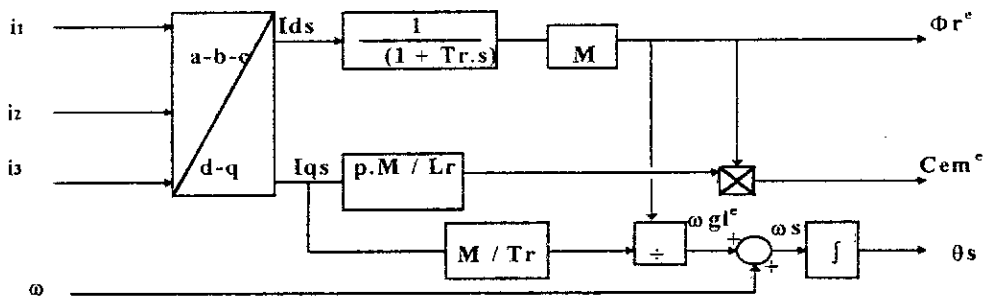 i1
i2
i3
a-b-c
d-q
Ids
1
(1 + Tr.s)
M
Φr^e
Iqs
p.M / Lr
Cem^e
M / Tr
÷
ωgl^e
+
+
ωs
∫
θs
ω